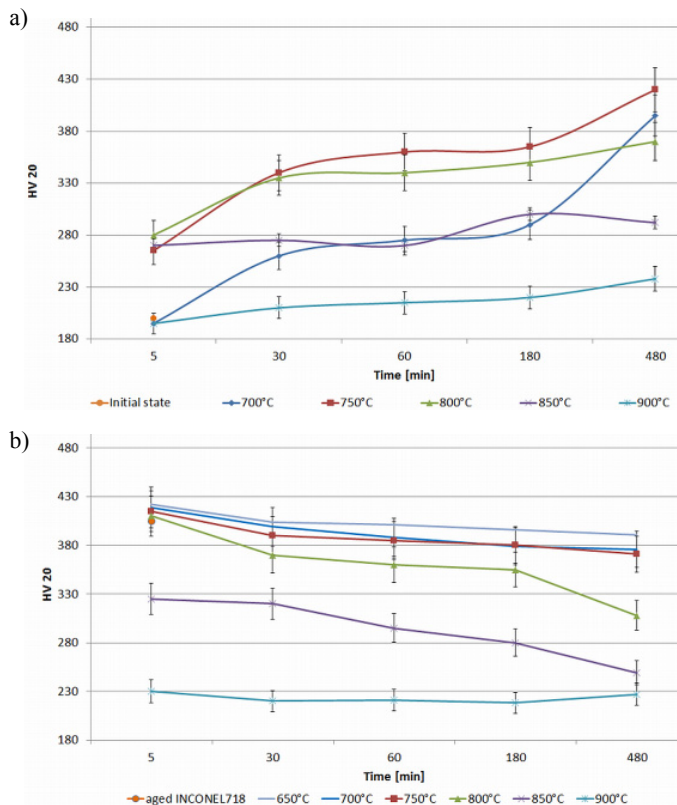 a)
480
430
380
330
280
230
180
HV 20
5 30 60 180 480
Time [min]
Initial state 700°C 750°C 800°C 850°C 900°C
b)
480
430
380
330
280
230
180
HV 20
5 30 60 180 480
Time [min]
aged INCONEL718 650°C 700°C 750°C 800°C 850°C 900°C